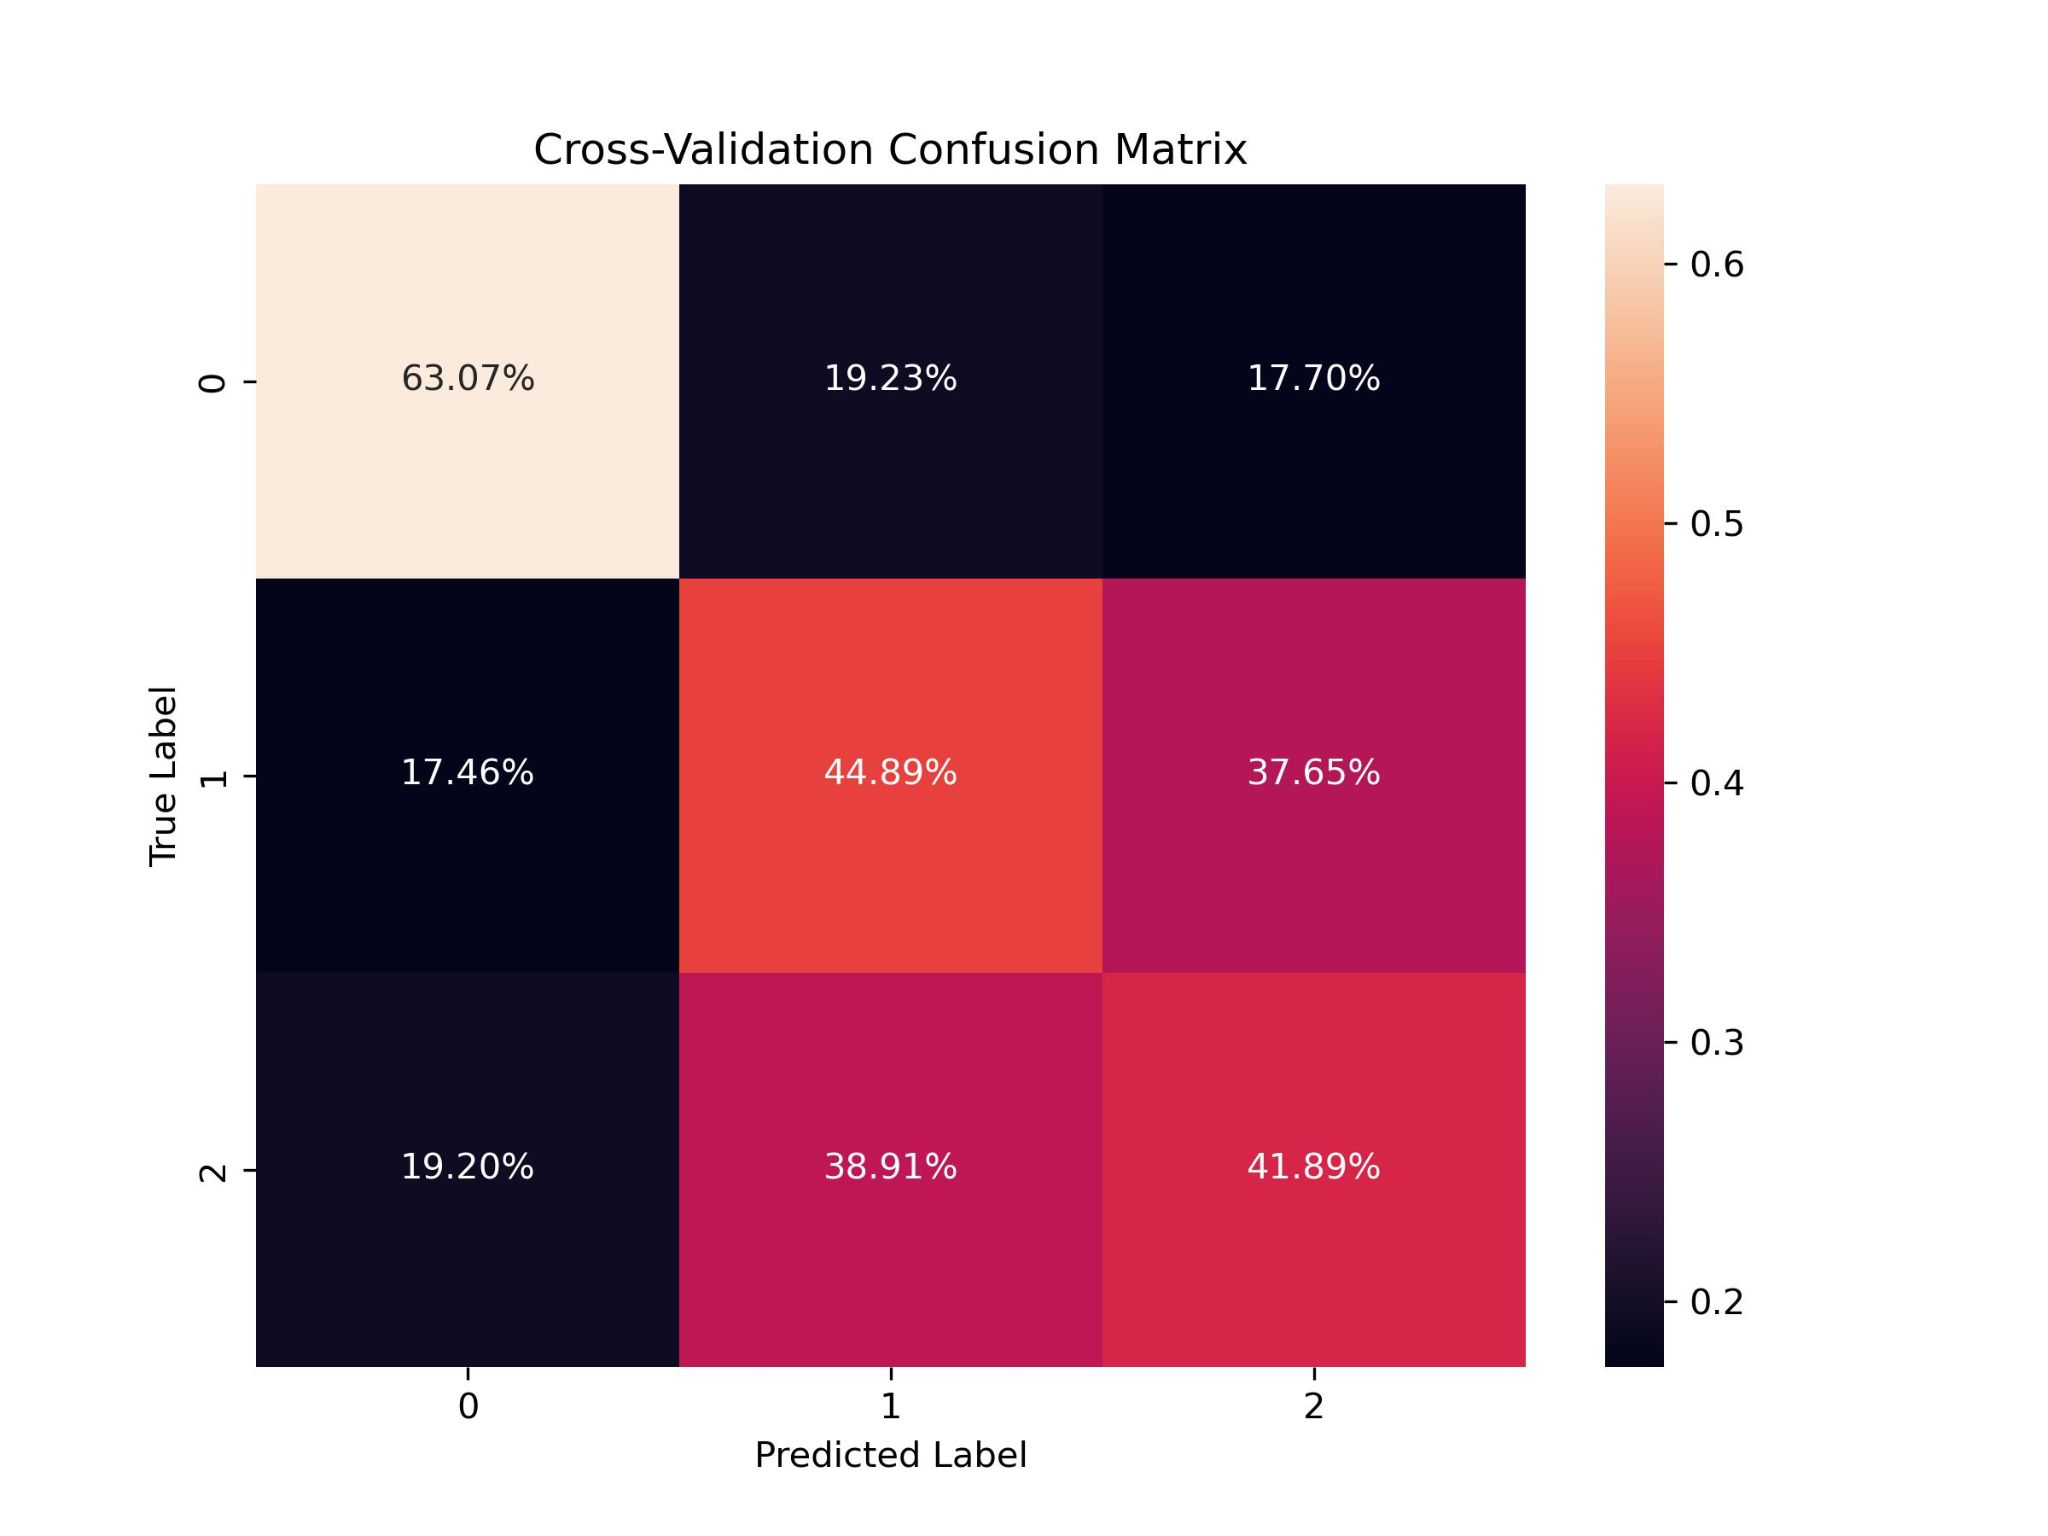 Cross-Validation Confusion Matrix
63.07% 19.23% 17.70%
17.46% 44.89% 37.65%
19.20% 38.91% 41.89%
0
1
2
True Label
0 1 2
Predicted Label
0.6
0.5
0.4
0.3
0.2